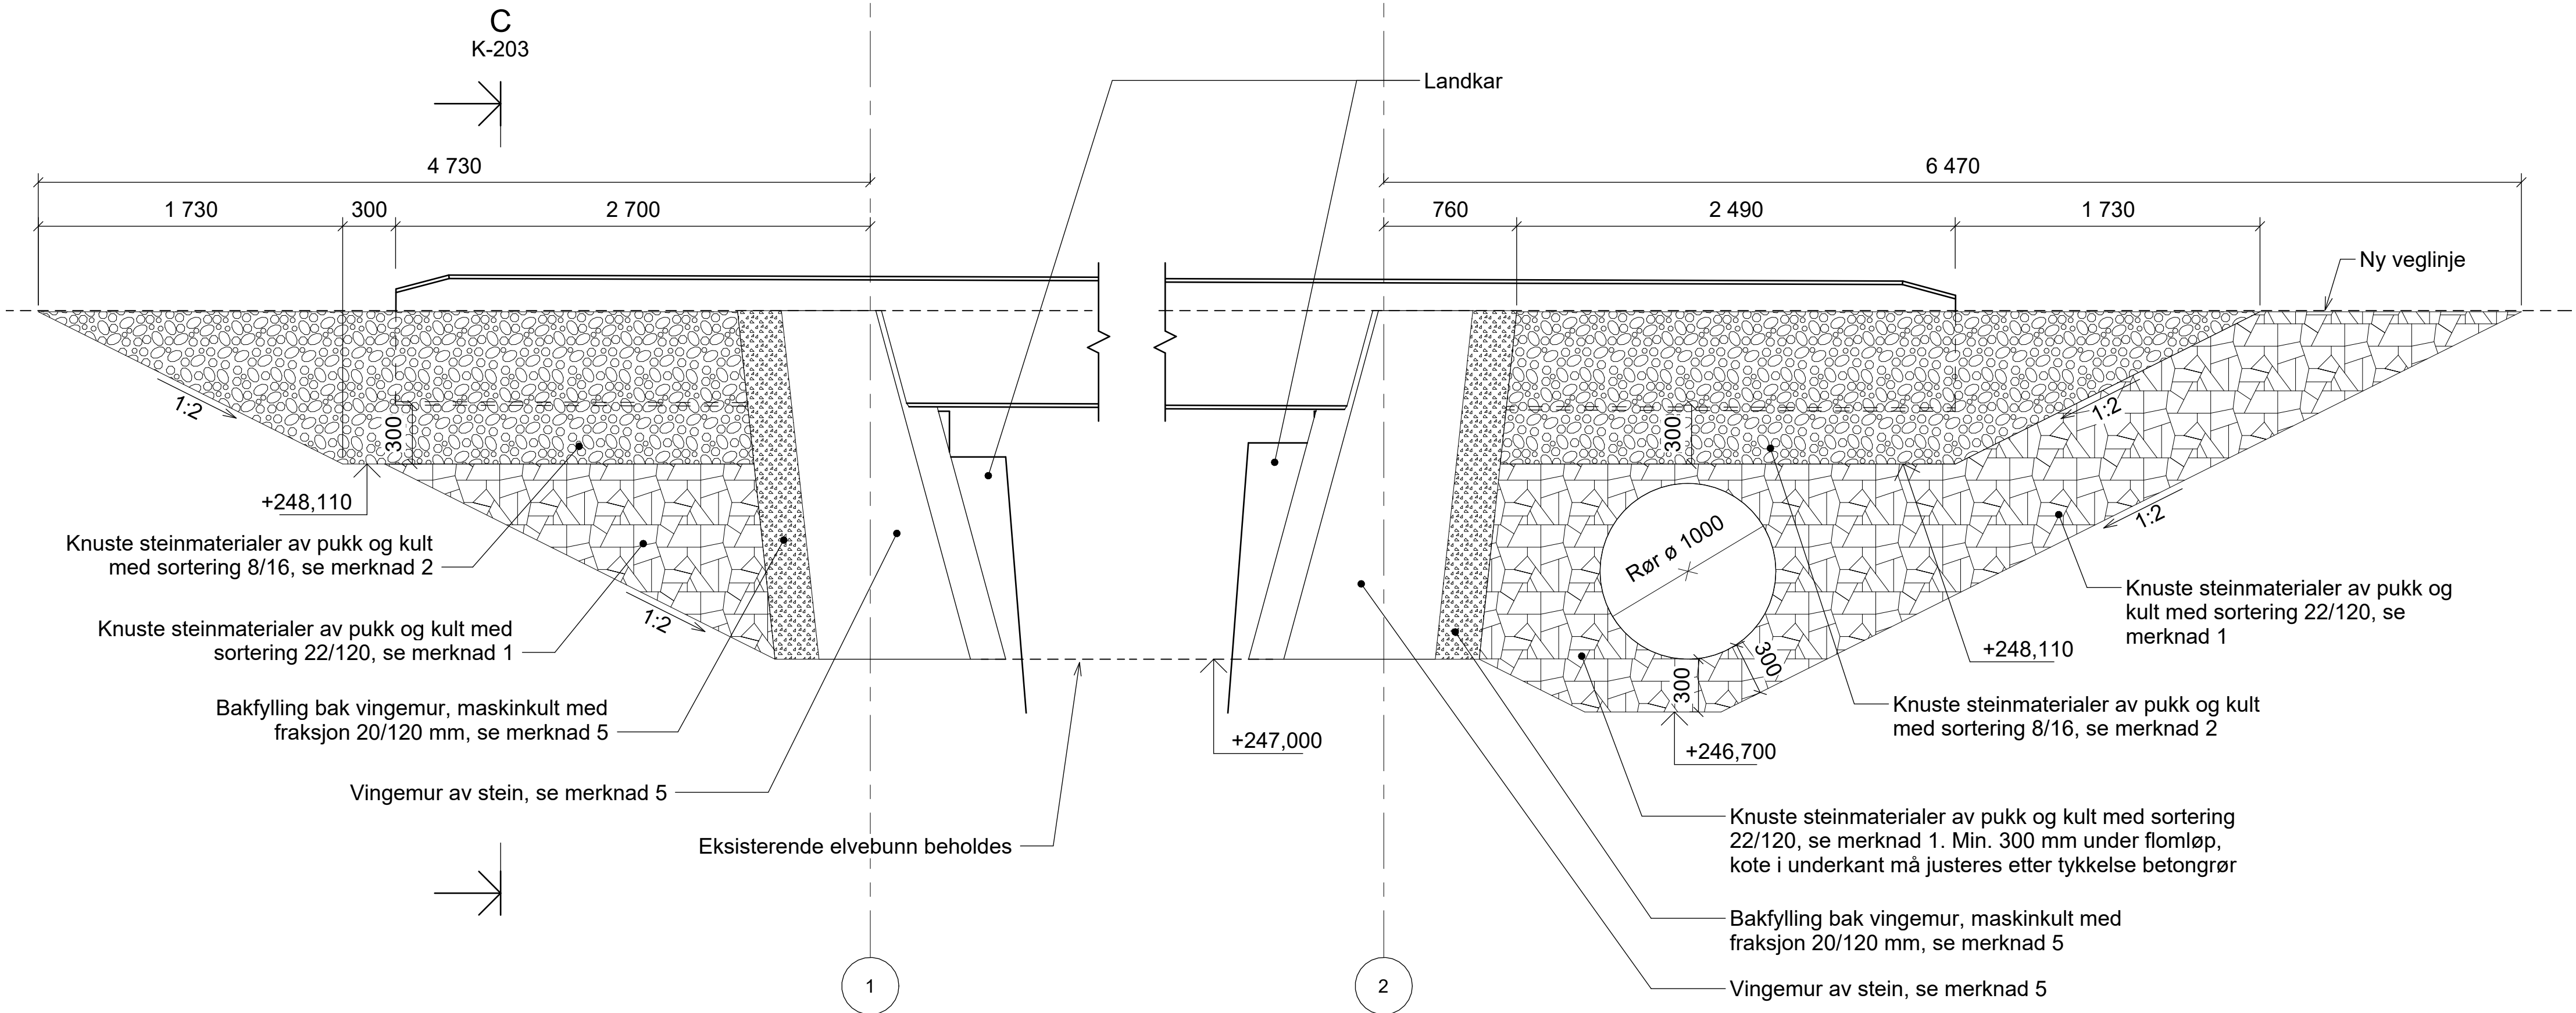 C
K-203
Landkar
4 730
6 470
1 730
300
2 700
760
2 490
1 730
Ny veglinje
1:2
300
300
1:2
+248,110
Knuste steinmaterialer av pukk og kult
med sortering 8/16, se merknad 2
Rør ø 1000
1:2
Knuste steinmaterialer av pukk og
kult med sortering 22/120, se
merknad 1
Knuste steinmaterialer av pukk og kult med
sortering 22/120, se merknad 1
1:2
+248,110
300
300
Bakfylling bak vingemur, maskinkult med
fraksjon 20/120 mm, se merknad 5
Knuste steinmaterialer av pukk og kult
med sortering 8/16, se merknad 2
+247,000
+246,700
Vingemur av stein, se merknad 5
Eksisterende elvebunn beholdes
Knuste steinmaterialer av pukk og kult med sortering
22/120, se merknad 1. Min. 300 mm under flomløp,
kote i underkant må justeres etter tykkelse betongrør
Bakfylling bak vingemur, maskinkult med
fraksjon 20/120 mm, se merknad 5
Vingemur av stein, se merknad 5
1
2